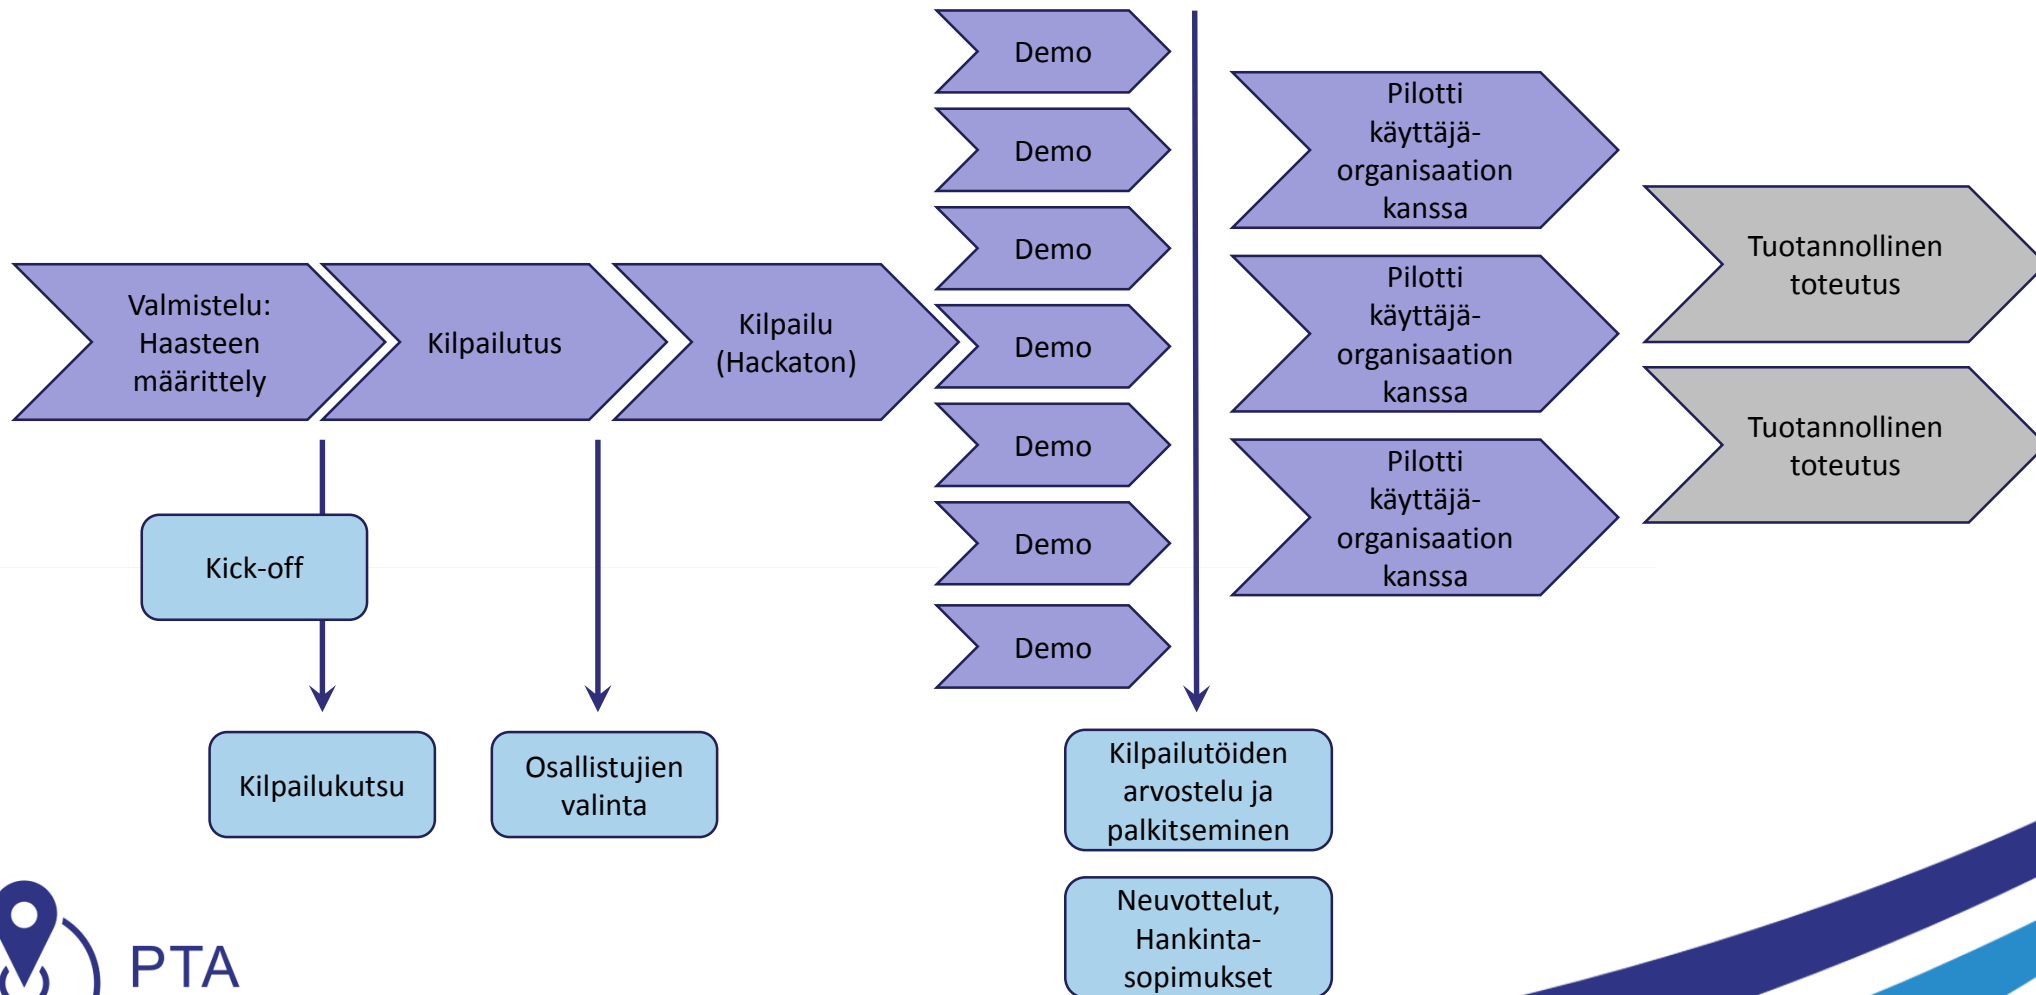 Valmistelu:
Haasteen
määrittely
Kilpailutus
Kilpailu
(Hackaton)
Demo
Demo
Demo
Demo
Demo
Demo
Demo
Pilotti
käyttäjä-
organisaation
kanssa
Pilotti
käyttäjä-
organisaation
kanssa
Pilotti
käyttäjä-
organisaation
kanssa
Tuotannollinen
toteutus
Tuotannollinen
toteutus
Kick-off
Kilpailukutsu
Osallistujien
valinta
Kilpailutöiden
arvostelu ja
palkitseminen
Neuvottelut,
Hankinta-
sopimukset
PTA